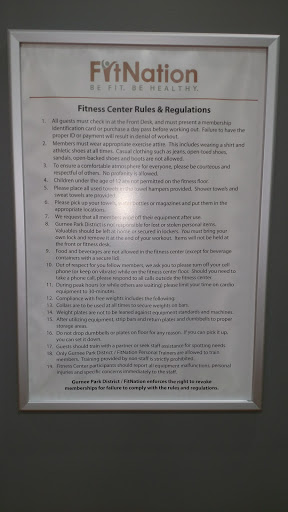 FitNation
BE FIT. BE HEALTHY.
Fitness Center Rules & Regulations
1. All guests must check in at the Front Desk, and must present a membership
identification card or purchase a day pass before working out. Failure to have the
proper ID or payment will result in denial of workout.
2. Members must wear appropriate exercise attire. This includes wearing a shirt and
athletic shoes at all times. Casual clothing such as jeans, open toed shoes,
sandals, open backed shoes and boots are not allowed.
3. To ensure a comfortable atmosphere for everyone, please be courteous and
respectful of others. No profanity is allowed.
4. Children under the age of 12 are not permitted on the fitness floor.
5. Please place all used towels in the towel hampers provided. Shower towels and
sweat towels are provided.
6. Please pick up your towels, water bottles or magazines and put them in the
appropriate locations.
7. We request that all members wipe off their equipment after use.
8. Gurnee Park District is not responsible for lost or stolen personal items.
Valuables should be left at home or secured in lockers. You must bring your
own lock and remove it at the end of your workout. Items will not be held at
the front or fitness desk.
9. Food and beverages are not allowed in the fitness center (except for beverage
containers with a secure lid).
10. Out of respect for you fellow members, we ask you to please turn off your cell
phone (or keep on vibrate) while on the fitness center floor. Should you need to
take a phone call, please respond to all calls outside the Fitness Center.
11. During peak hours (or while others are waiting) please limit your time on cardio
equipment to 30-minutes.
12. Compliance with free weights includes the following:
13. Collars are to be used at all times to secure weights on bars.
14. Weight plates are not to be leaned against equipment standards and machines.
15. After utilizing equipment, strip bars and return plates and dumbbells to proper
storage areas.
16. Do not drop dumbbells or plates on floor for any reason. If you can pick it up,
you can set it down.
17. Guests should train with a partner or seek staff assistance for spotting needs.
18. Only Gurnee Park District / FitNation Personal Trainers are allowed to train
members. Training provided by non-staff is strictly prohibited.
19. Fitness Center participants should report all equipment malfunctions, personal
injuries and specific concerns immediately to the staff.
Gurnee Park District / FitNation enforces the right to revoke
memberships for failure to comply with the rules and regulations.